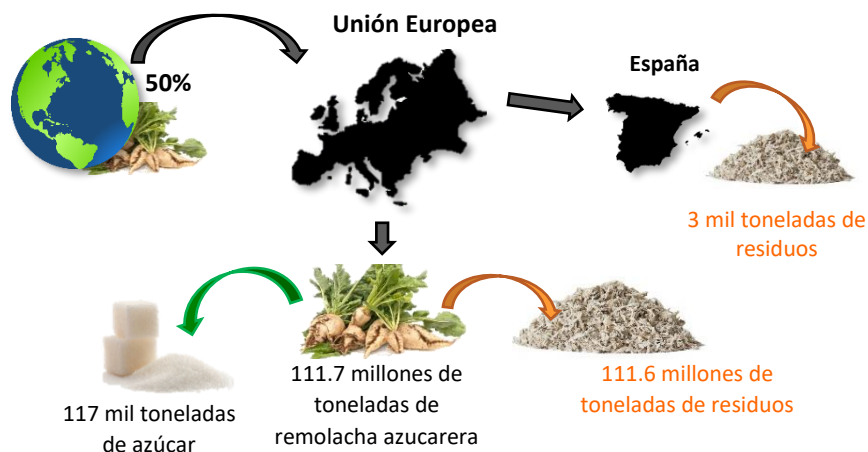 Unión Europea
50%
España
3 mil toneladas de
residuos
117 mil toneladas
de azúcar
111.7 millones de
toneladas de
remolacha azucarera
111.6 millones de
toneladas de residuos